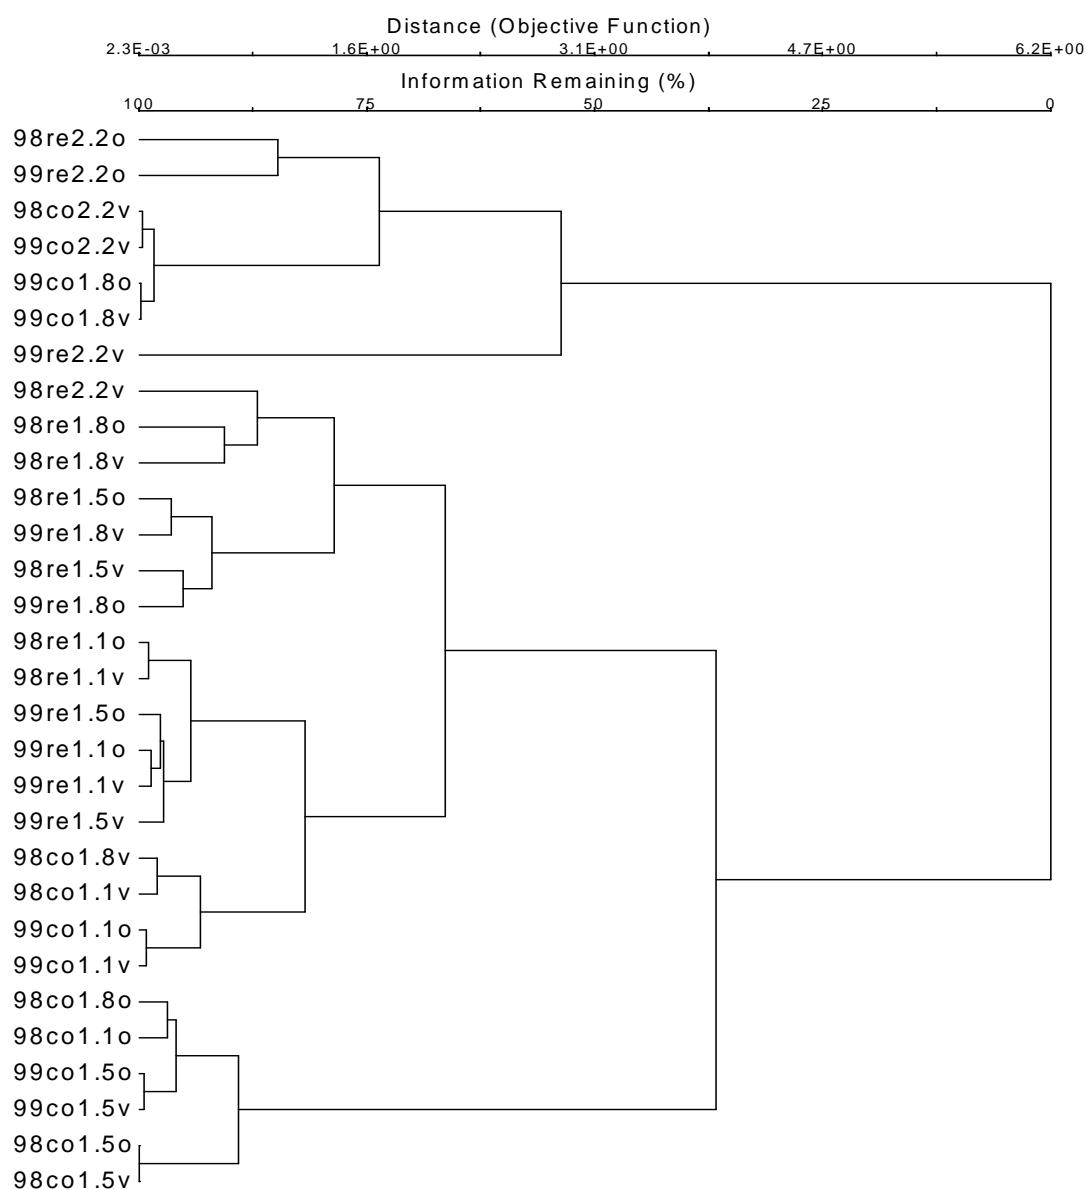 Distance (Objective Function)
2.3E-03 1.6E+00 3.1E+00 4.7E+00 6.2E+00
Information Remaining (%)
100 75 50 25 0
98re2.2o
99re2.2o
98co2.2v
99co2.2v
99co1.8o
99co1.8v
99re2.2v
98re2.2v
98re1.8o
98re1.8v
98re1.5o
99re1.8v
98re1.5v
99re1.8o
98re1.1o
98re1.1v
99re1.5o
99re1.1o
99re1.1v
99re1.5v
98co1.8v
98co1.1v
99co1.1o
99co1.1v
98co1.8o
98co1.1o
99co1.5o
99co1.5v
98co1.5o
98co1.5v